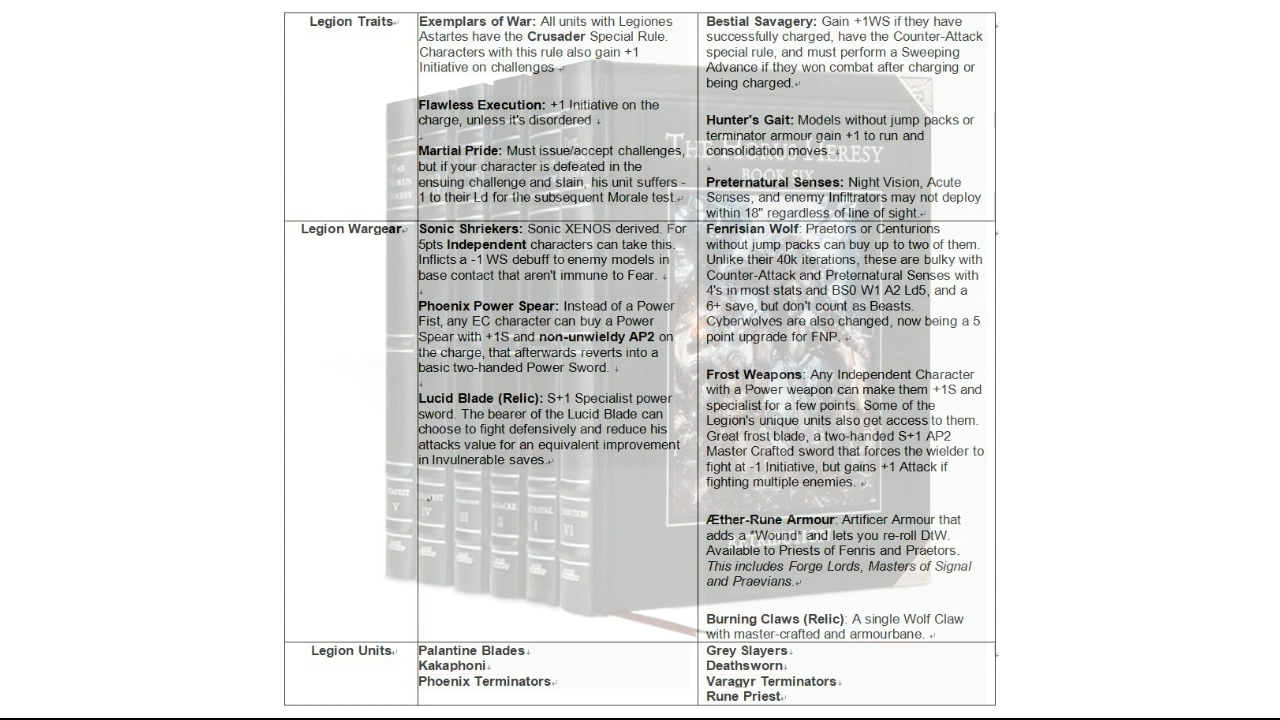 Legion Traits
Exemplars of War: All units with Legiones
Astartes have the Crusader Special Rule.
Characters with this rule also gain +1
Initiative on challenges
Flawless Execution: +1 Initiative on the
charge, unless it's disordered
Martial Pride: Must issue/accept challenges,
but if your character is defeated in the
ensuing challenge and slain, his unit suffers -
1 to their Ld for the subsequent Morale test.
Bestial Savagery: Gain +1WS if they have
successfully charged, have the Counter-Attack
special rule, and must perform a Sweeping
Advance if they won combat after charging or
being charged.
Hunter's Gait: Models without jump packs or
terminator armour gain +1 to run and
consolidation moves.
Preternatural Senses: Night Vision, Acute
Senses, and enemy Infiltrators may not deploy
within 18" regardless of line of sight.
Legion Wargear
Sonic Shriekers: Sonic XENOS derived. For
5pts Independent characters can take this.
Inflicts a -1 WS debuff to enemy models in
base contact that aren't immune to Fear.
Phoenix Power Spear: Instead of a Power
Fist, any EC character can buy a Power
Spear with +1S and non-unwieldy AP2 on
the charge, that afterwards reverts into a
basic two-handed Power Sword.
Lucid Blade (Relic): S+1 Specialist power
sword. The bearer of the Lucid Blade can
choose to fight defensively and reduce his
attacks value for an equivalent improvement
in Invulnerable saves.
Fenrisian Wolf: Praetors or Centurions
without jump packs can buy up to two of them.
Unlike their 40k iterations, these are bulky with
Counter-Attack and Preternatural Senses with
4's in most stats and BS0 W1 A2 Ld5, and a
6+ save, but don't count as Beasts.
Cyberwolves are also changed, now being a 5
point upgrade for FNP.
Frost Weapons: Any Independent Character
with a Power weapon can make them +1S and
specialist for a few points. Some of the
Legion's unique units also get access to them.
Great frost blade, a two-handed S+1 AP2
Master Crafted sword that forces the wielder to
fight at -1 Initiative, but gains +1 Attack if
fighting multiple enemies.
Æther-Rune Armour: Artificer Armour that
adds a *Wound* and lets you re-roll DtW.
Available to Priests of Fenris and Praetors.
This includes Forge Lords, Masters of Signal
and Praevians.
Burning Claws (Relic): A single Wolf Claw
with master-crafted and armourbane.
Legion Units
Palantine Blades
Kakaphoni
Phoenix Terminators
Grey Slayers
Deathsworn
Varagyr Terminators
Rune Priest
THE HORUS HERESY
BOOK SIX
V
IV
III
II
I
VI